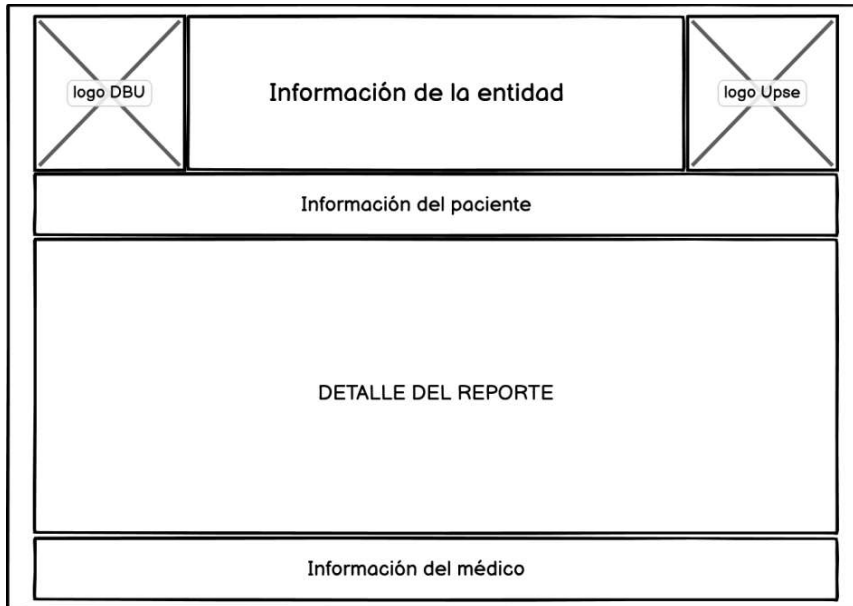 logo DBU
Información de la entidad
logo Upse
Información del paciente
DETALLE DEL REPORTE
Información del médico